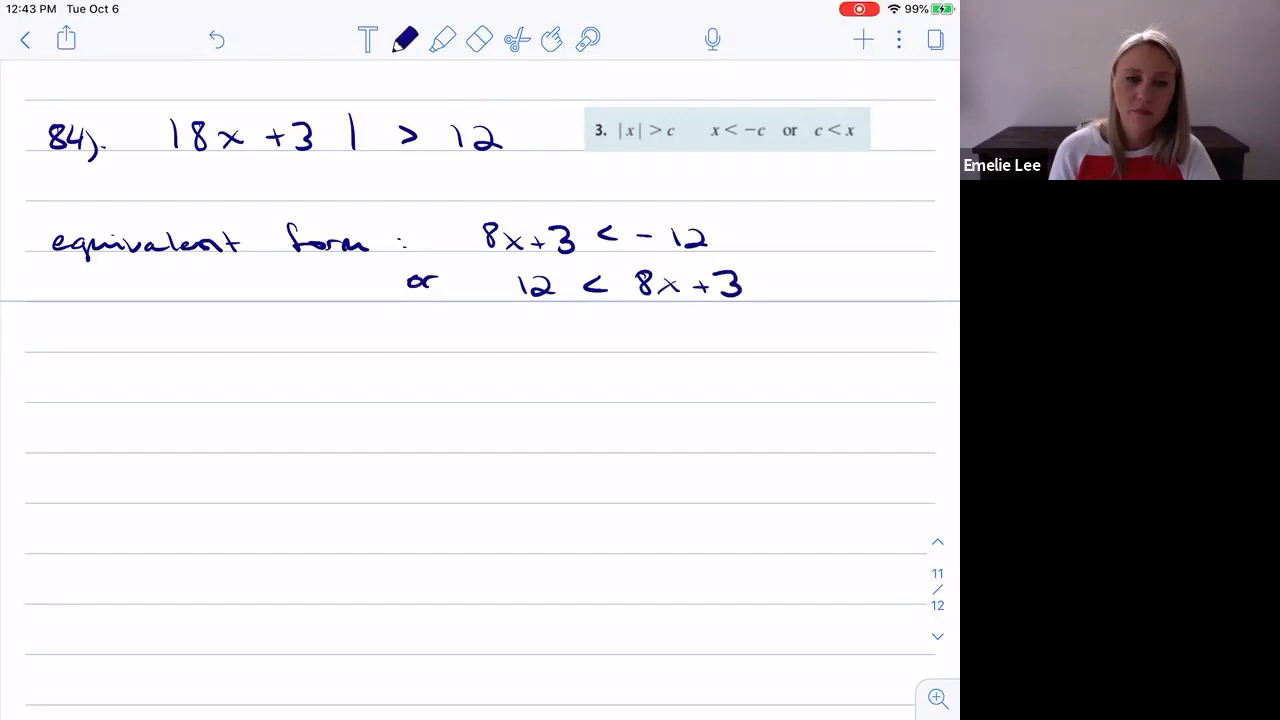 12:43 PM Tue Oct 6
99%
84). |8x + 3| > 12
3. |x| > c x < −c or c < x
Emelie Lee
equivalent form: 8x+3 < - 12
or 12 < 8x +3
11
/
12